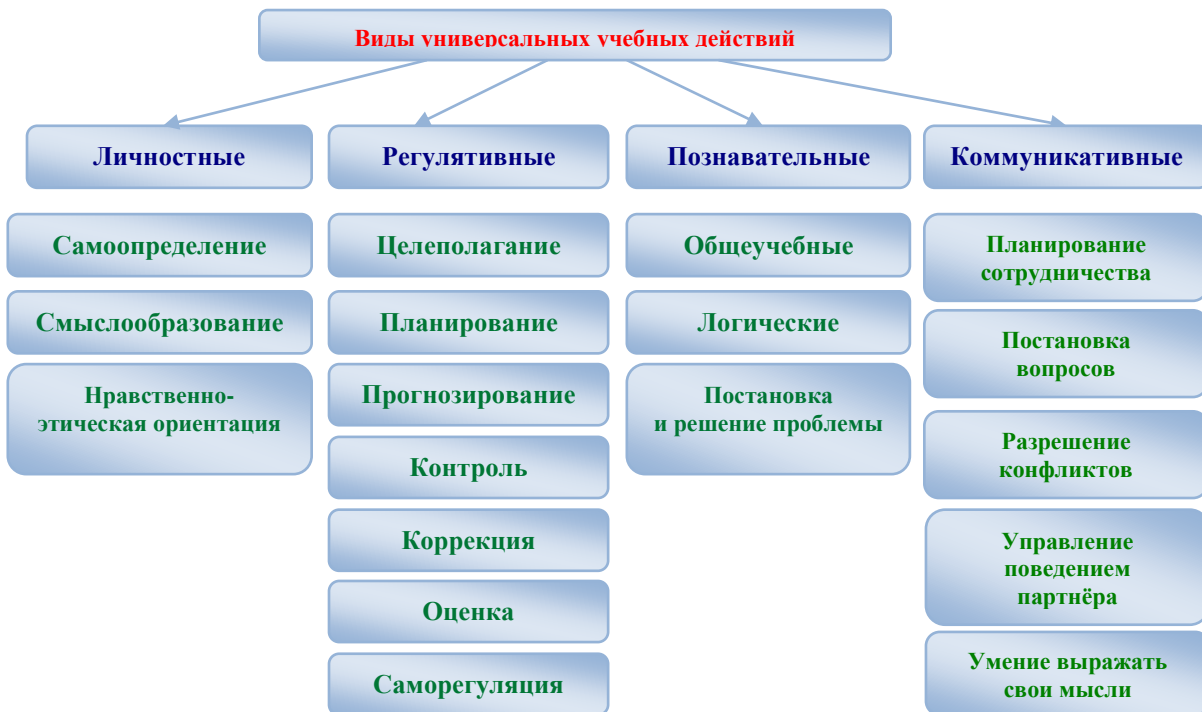 Виды универсальных учебных действий
Личностные
Регулятивные
Познавательные
Коммуникативные
Самоопределение
Смыслообразование
Нравственно-
этическая ориентация
Целеполагание
Планирование
Прогнозирование
Контроль
Коррекция
Оценка
Саморегуляция
Общеучебные
Логические
Постановка
и решение проблемы
Планирование
сотрудничества
Постановка
вопросов
Разрешение
конфликтов
Управление
поведением
партнёра
Умение выражать
свои мысли